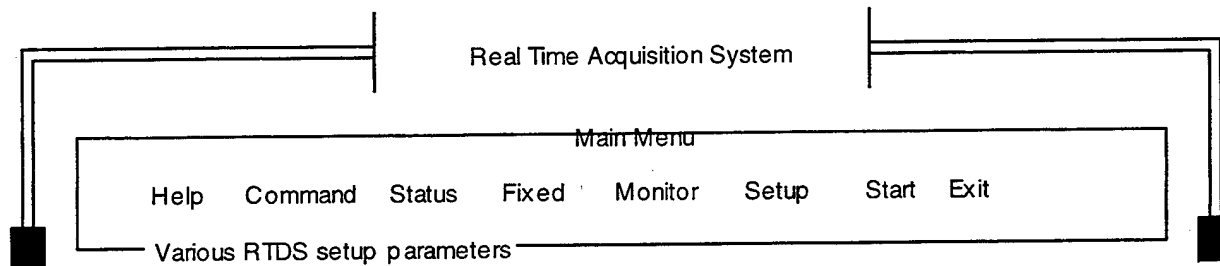 Real Time Acquisition System
Main Menu
Help Command Status Fixed Monitor Setup Start Exit
Various RTDS setup parameters